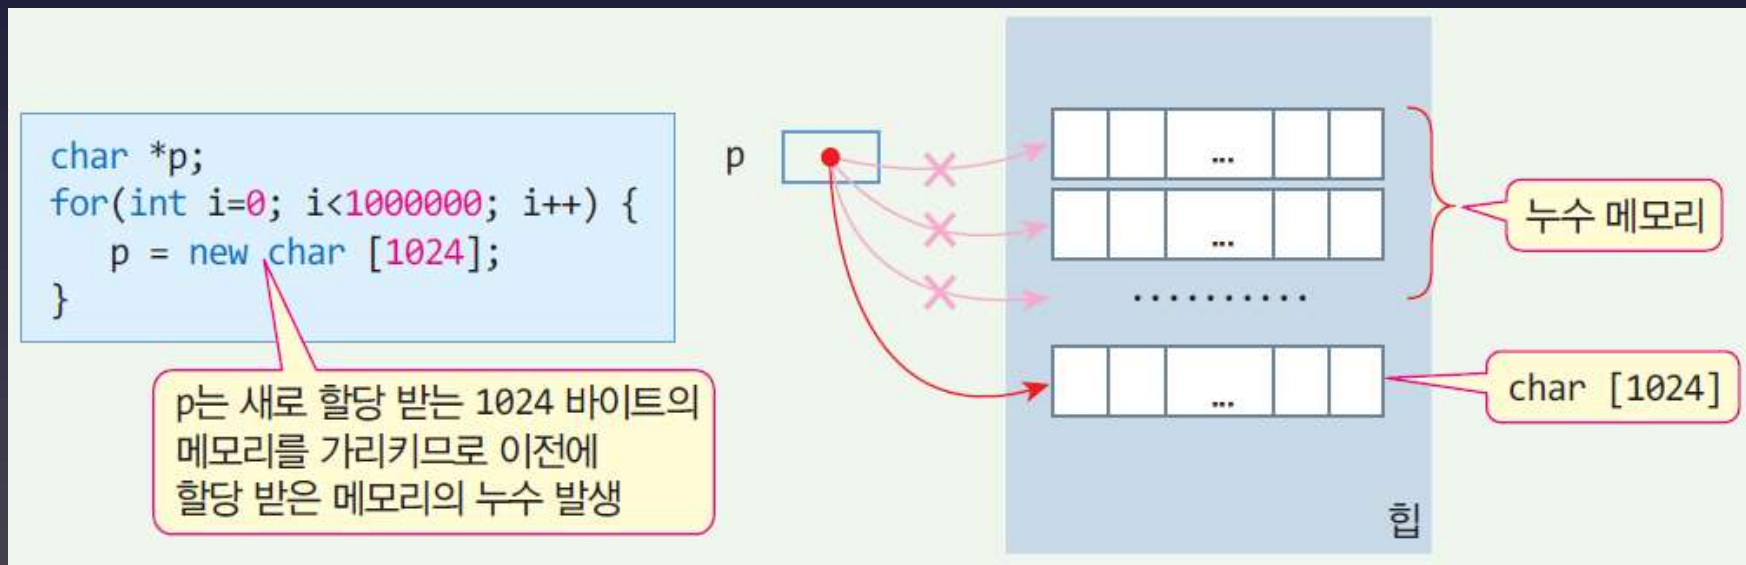 char *p;
for(int i=0; i<1000000; i++) {
p = new char [1024];
}
p는 새로 할당 받는 1024 바이트의
메모리를 가리키므로 이전에
할당 받은 메모리의 누수 발생
p
...
...
..........
...
누수 메모리
char [1024]
힙